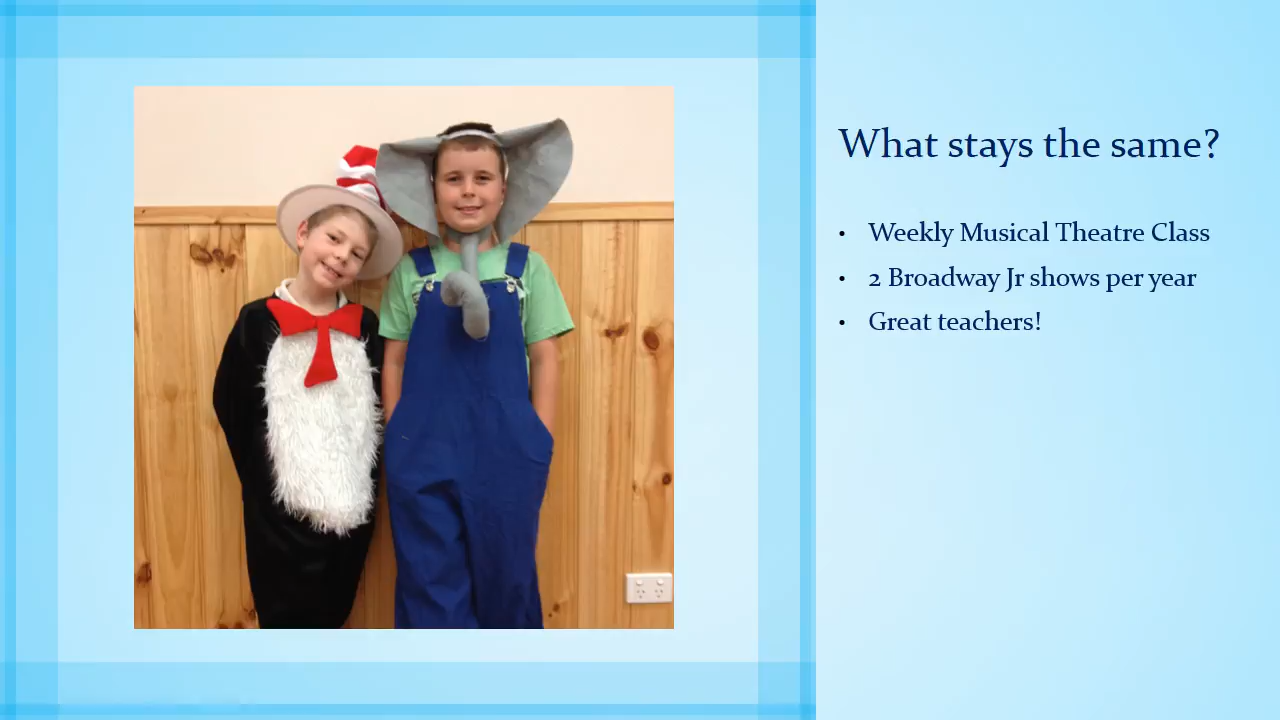 What stays the same?
• Weekly Musical Theatre Class
• 2 Broadway Jr shows per year
• Great teachers!